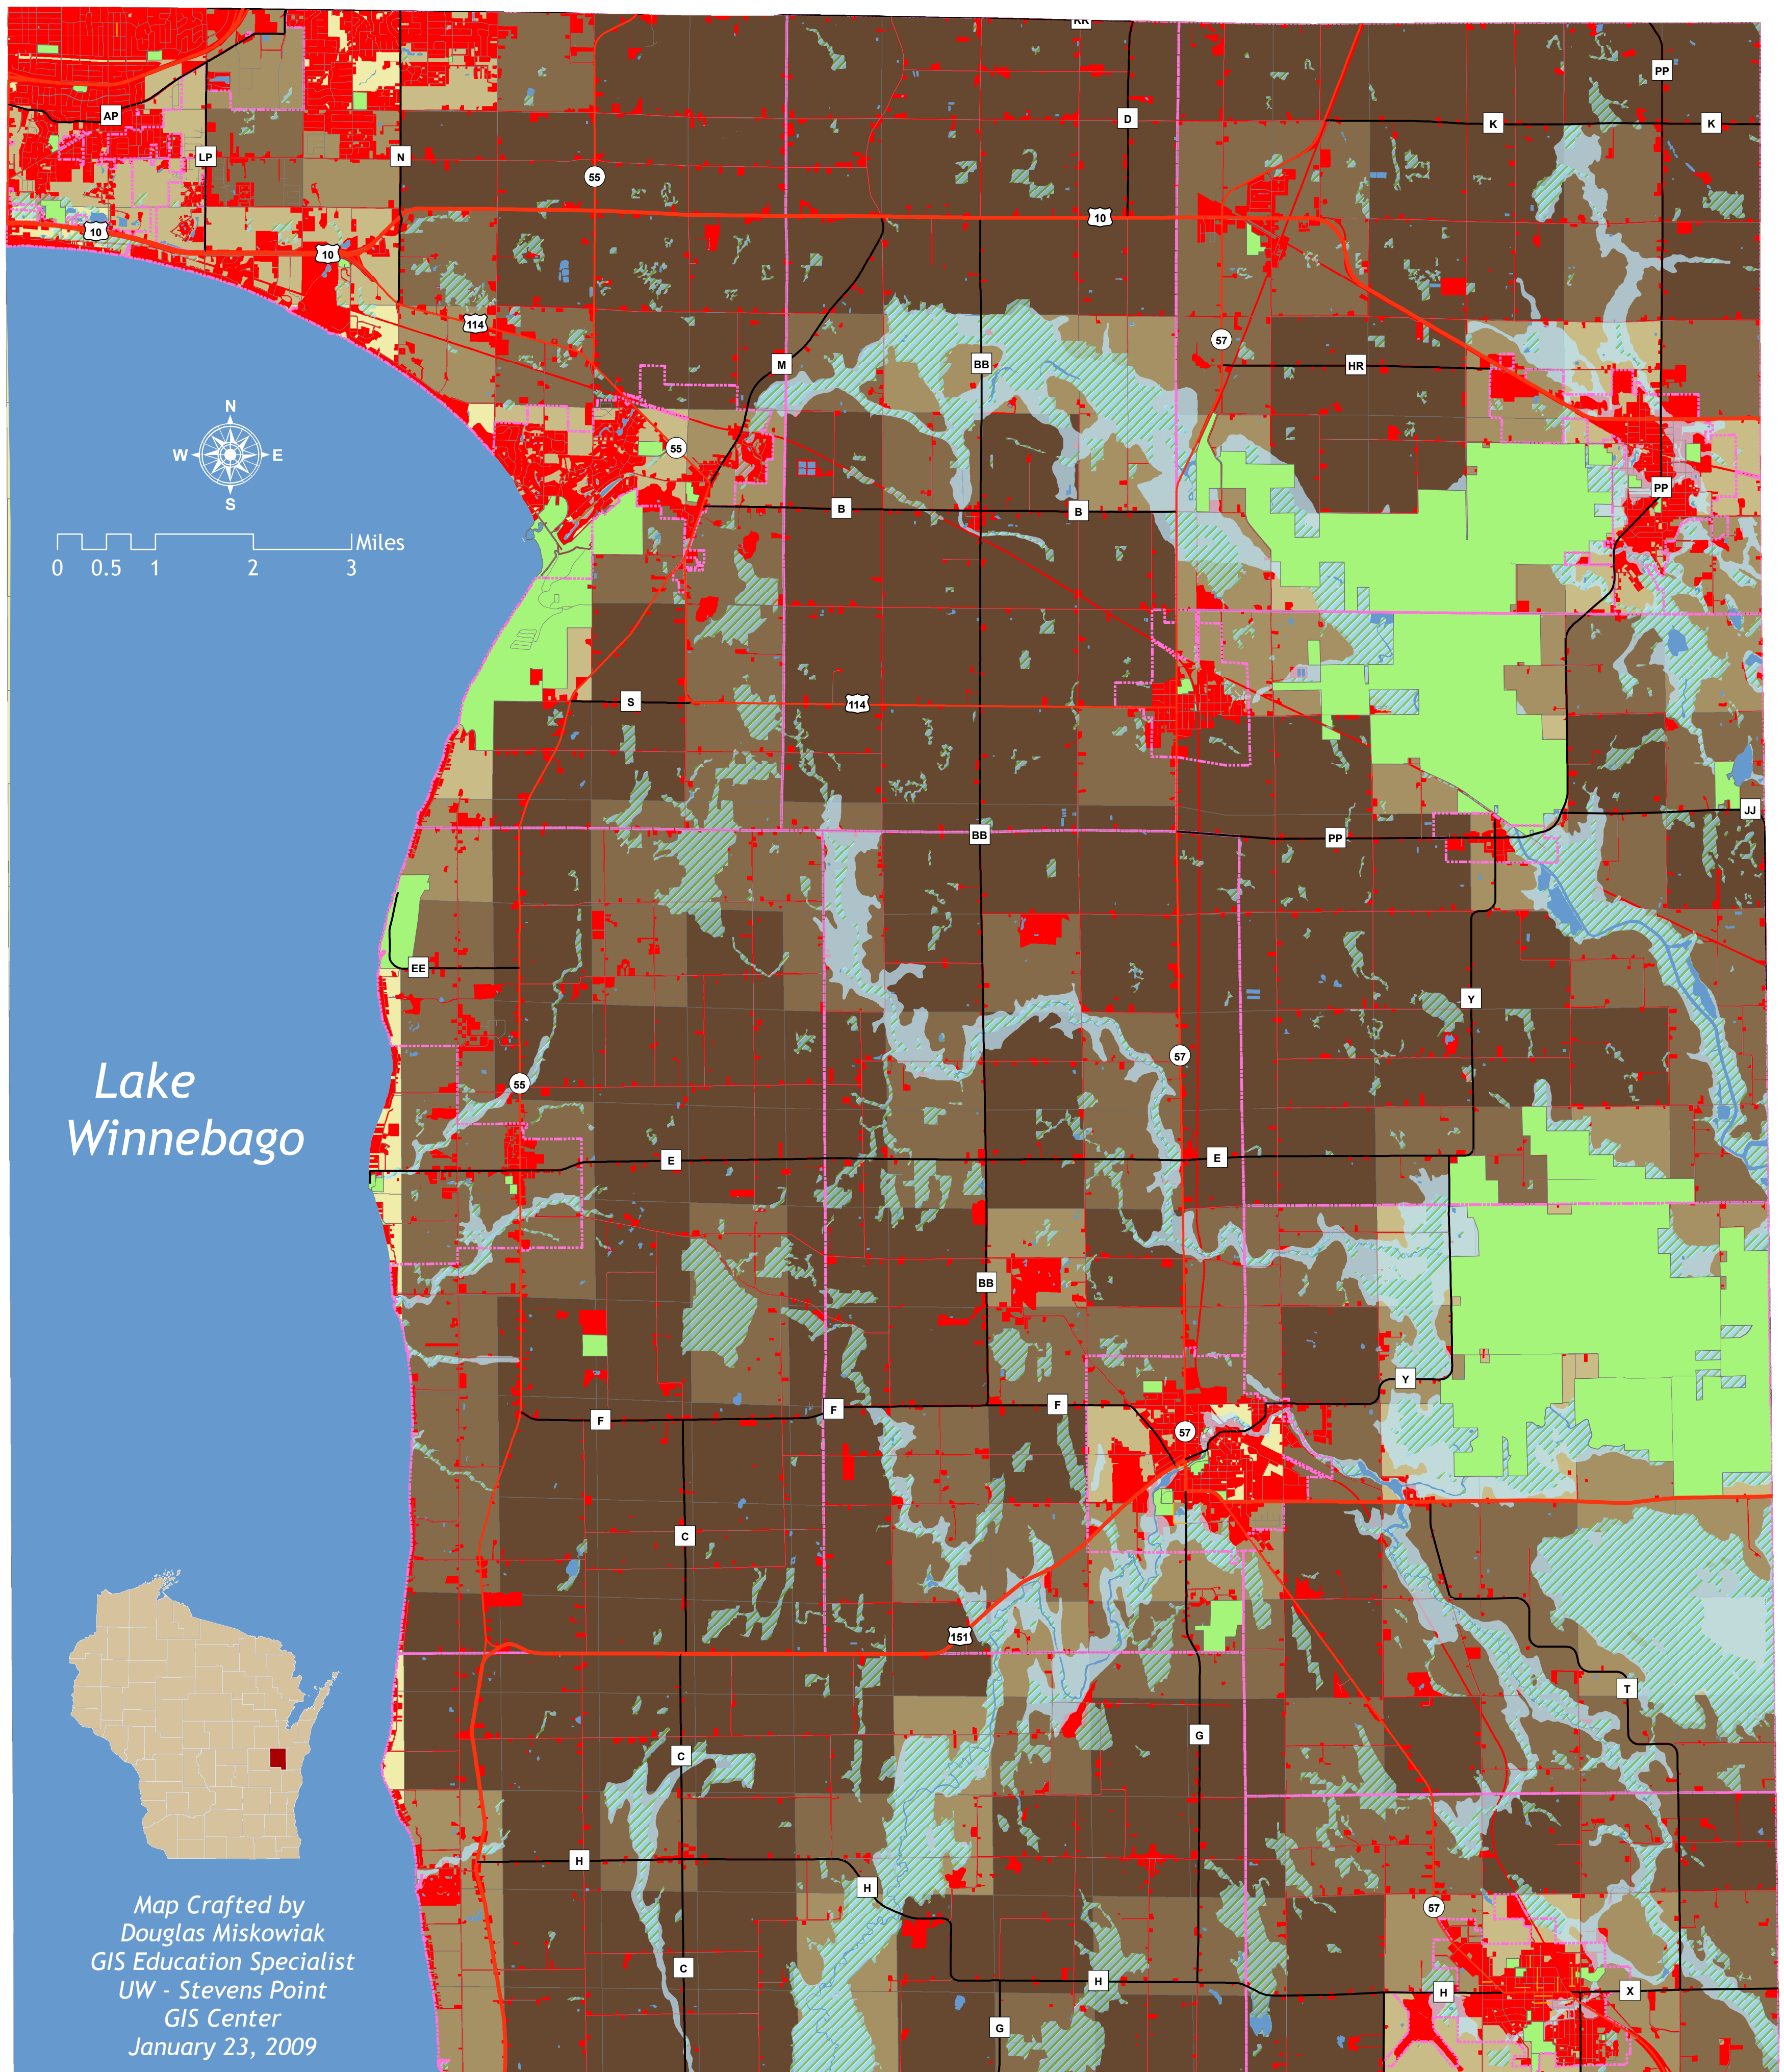 KK
PP
AP
D
K
K
LP
N
55
10
10
10
114
57
M
BB
HR
N
W E
S
55
PP
B
B
Miles
0 0.5 1 2 3
S
114
JJ
BB
PP
EE
Y
57
Lake
Winnebago
55
E
E
BB
Y
F
F
F
57
C
151
T
G
C
H
H
57
Map Crafted by
Douglas Miskowiak
GIS Education Specialist
UW - Stevens Point
GIS Center
January 23, 2009
C
H
H
X
G